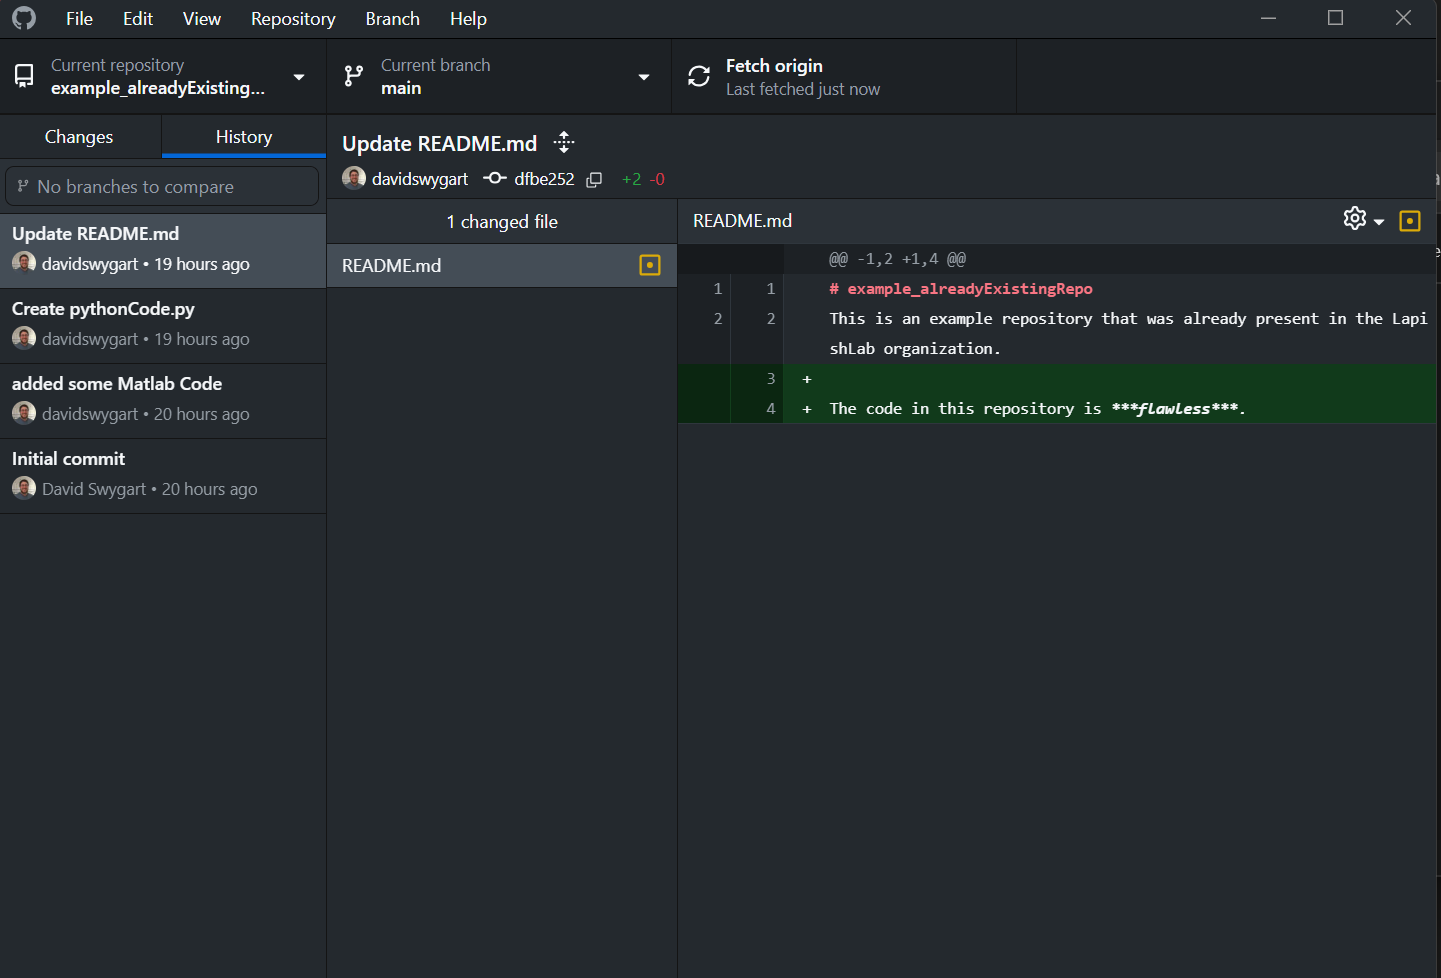 File Edit View Repository Branch Help
Current repository
example_alreadyExisting...
Current branch
main
Fetch origin
Last fetched just now
Changes History
No branches to compare
Update README.md
davidswygart • 19 hours ago
Create pythonCode.py
davidswygart • 19 hours ago
added some Matlab Code
davidswygart • 20 hours ago
Initial commit
David Swygart • 20 hours ago
Update README.md
davidswygart dfbe252 +2 -0
1 changed file
README.md
README.md
@@ -1,2 +1,4 @@
1 1 # example_alreadyExistingRepo
2 2 This is an example repository that was already present in the Lapi
shLab organization.
3 +
4 + The code in this repository is ***flawless***.